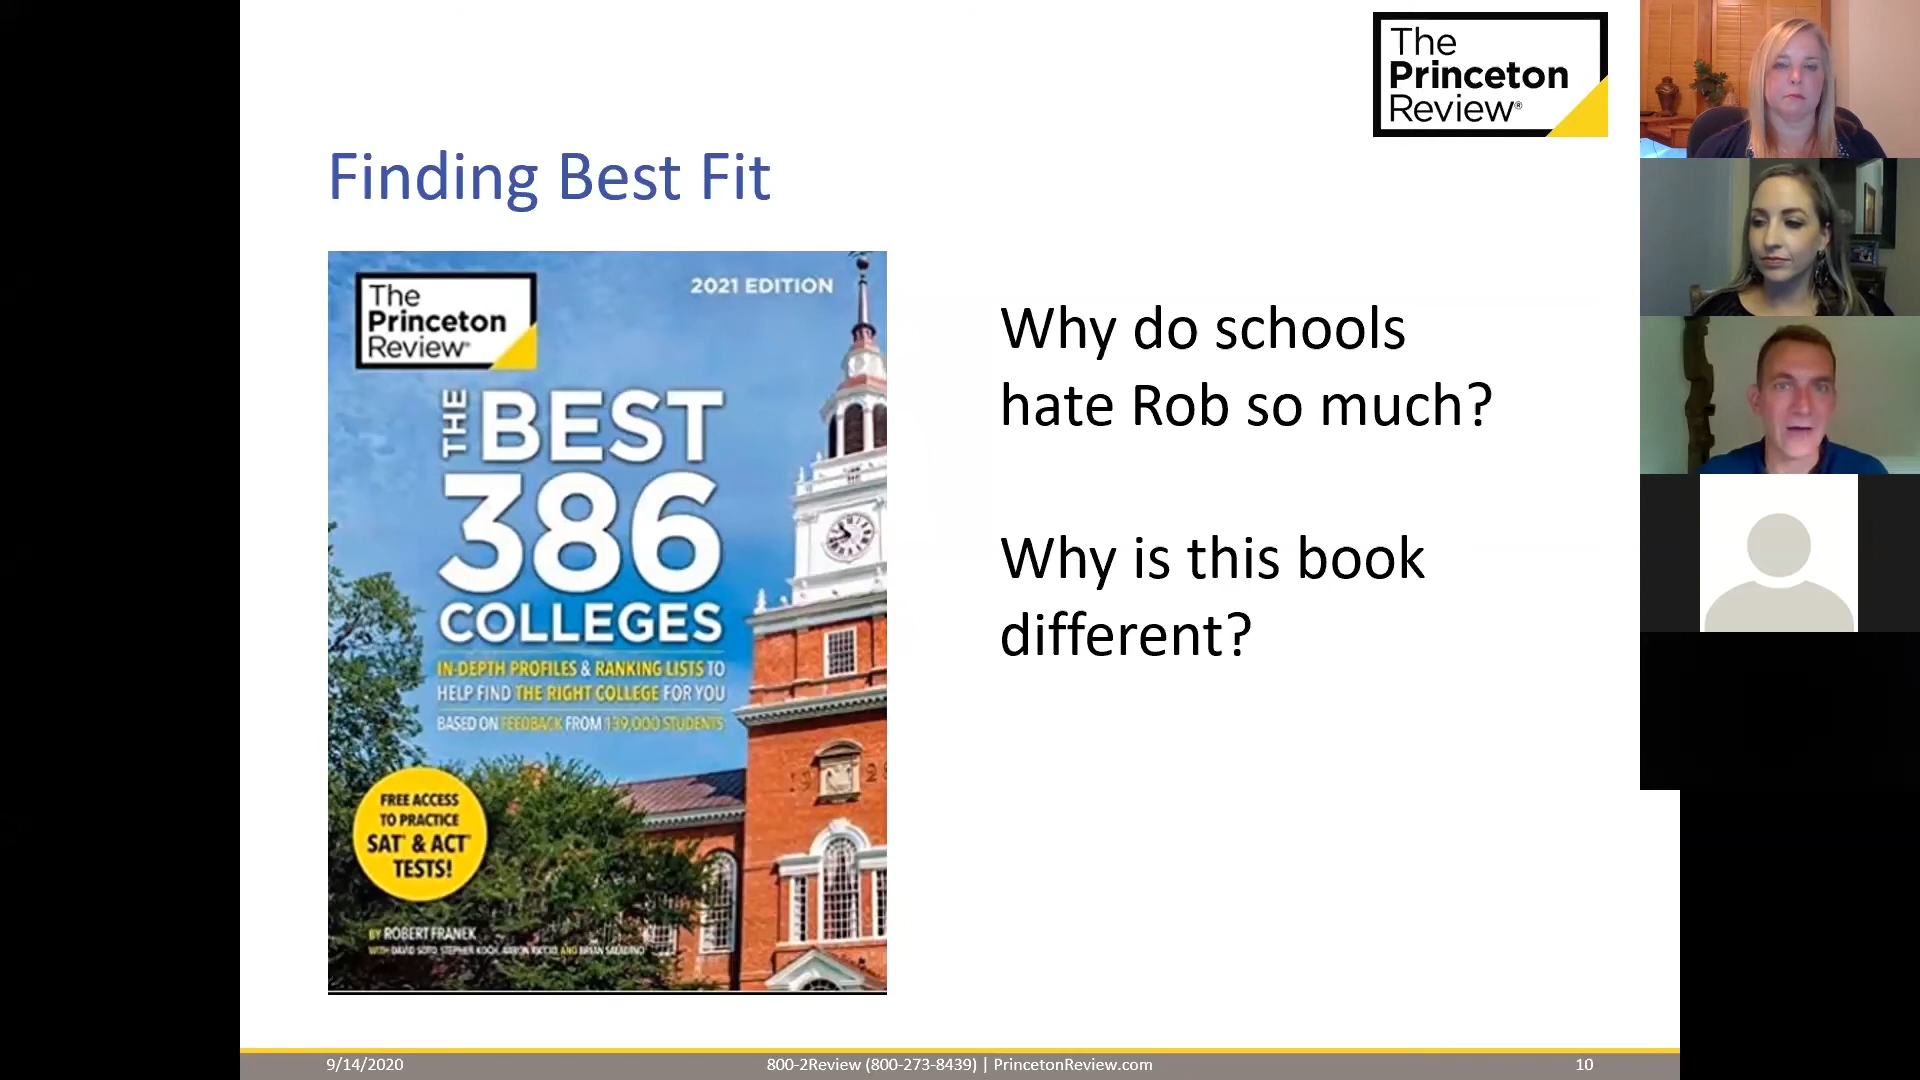 The
Princeton
Review®
Finding Best Fit
2021 EDITION
The
Princeton
Review
THE BEST
386
COLLEGES
IN-DEPTH PROFILES & RANKING LISTS TO
HELP FIND THE RIGHT COLLEGE FOR YOU
BASED ON FEEDBACK FROM 139,000 STUDENTS
FREE ACCESS
TO PRACTICE
SAT® & ACT®
TESTS!
BY ROBERT FRANEK
WITH DAVID SOTO, STEPHEN KOCH, AARON RICCIO, AND BRIAN SALADINO
Why do schools
hate Rob so much?
Why is this book
different?
9/14/2020
800-2Review (800-273-8439) | PrincetonReview.com
10